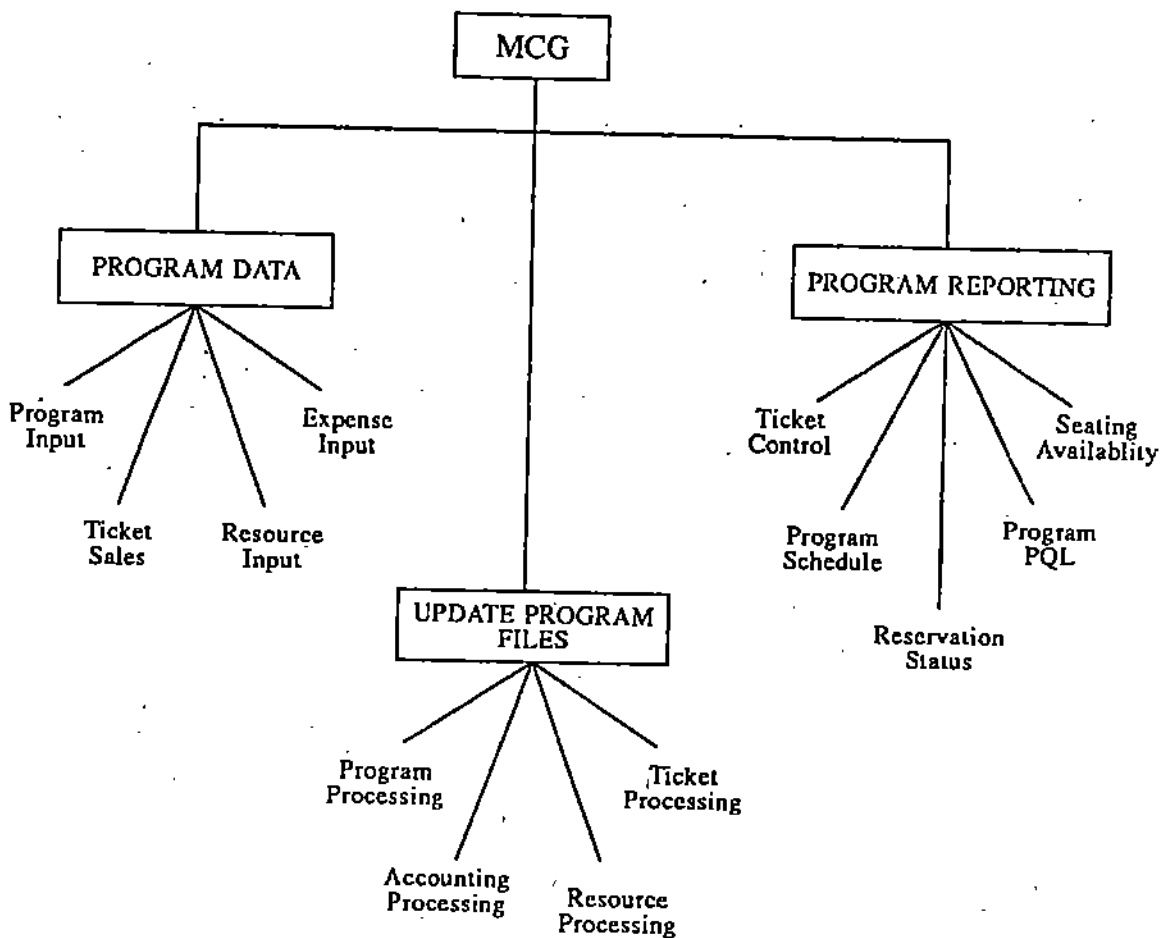 MCG
PROGRAM DATA
PROGRAM REPORTING
Program
Input
Expense
Input
Ticket
Sales
Resource
Input
Ticket
Control
Seating
Availablity
Program
Schedule
Program
PQL
Reservation
Status
UPDATE PROGRAM
FILES
Program
Processing
Ticket
Processing
Accounting
Processing
Resource
Processing